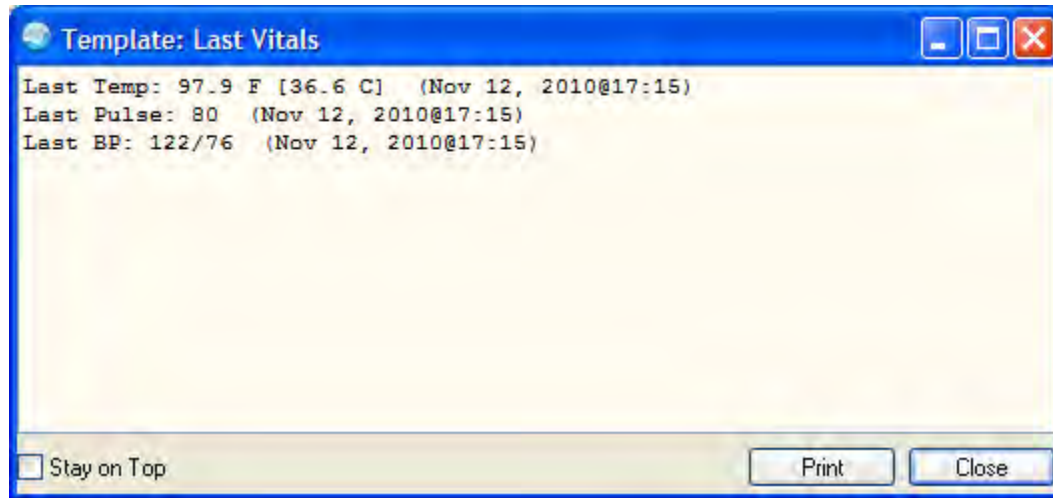 Template: Last Vitals
Last Temp: 97.9 F [36.6 C]  (Nov 12, 2010@17:15)
Last Pulse: 80  (Nov 12, 2010@17:15)
Last BP: 122/76  (Nov 12, 2010@17:15)
Stay on Top
Print
Close